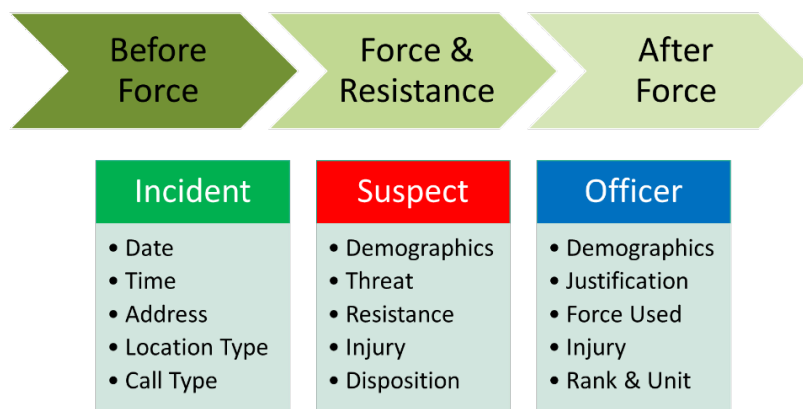 Before
Force
Force &
Resistance
After
Force
Incident
• Date
• Time
• Address
• Location Type
• Call Type
Suspect
• Demographics
• Threat
• Resistance
• Injury
• Disposition
Officer
• Demographics
• Justification
• Force Used
• Injury
• Rank & Unit